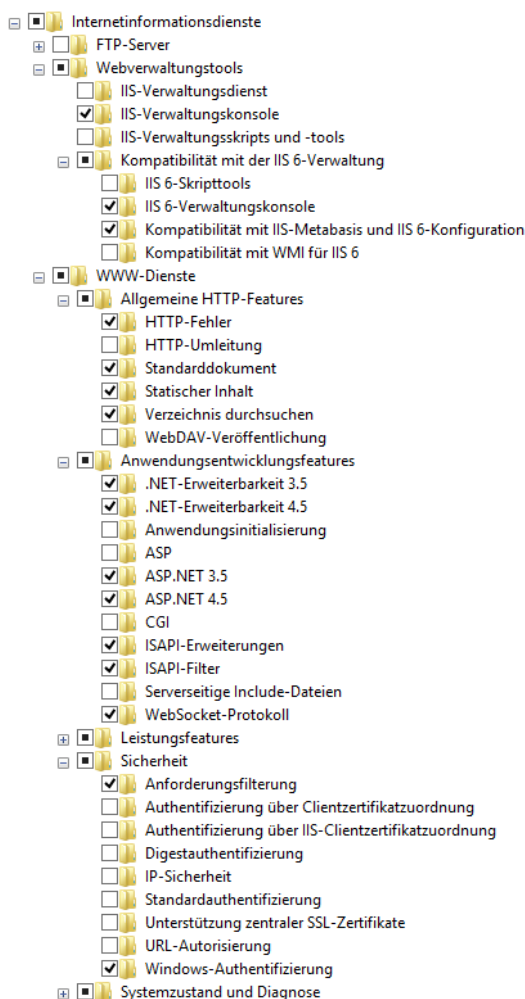 Internetinformationsdienste
FTP-Server
Webverwaltungstools
IIS-Verwaltungsdienst
IIS-Verwaltungskonsole
IIS-Verwaltungsskripts und -tools
Kompatibilität mit der IIS 6-Verwaltung
IIS 6-Skripttools
IIS 6-Verwaltungskonsole
Kompatibilität mit IIS-Metabasis und IIS 6-Konfiguration
Kompatibilität mit WMI für IIS 6
WWW-Dienste
Allgemeine HTTP-Features
HTTP-Fehler
HTTP-Umleitung
Standarddokument
Statischer Inhalt
Verzeichnis durchsuchen
WebDAV-Veröffentlichung
Anwendungsentwicklungsfeatures
.NET-Erweiterbarkeit 3.5
.NET-Erweiterbarkeit 4.5
Anwendungsinitialisierung
ASP
ASP.NET 3.5
ASP.NET 4.5
CGI
ISAPI-Erweiterungen
ISAPI-Filter
Serverseitige Include-Dateien
WebSocket-Protokoll
Leistungsfeatures
Sicherheit
Anforderungsfilterung
Authentifizierung über Clientzertifikatzuordnung
Authentifizierung über IIS-Clientzertifikatzuordnung
Digestauthentifizierung
IP-Sicherheit
Standardauthentifizierung
Unterstützung zentraler SSL-Zertifikate
URL-Autorisierung
Windows-Authentifizierung
Systemzustand und Diagnose